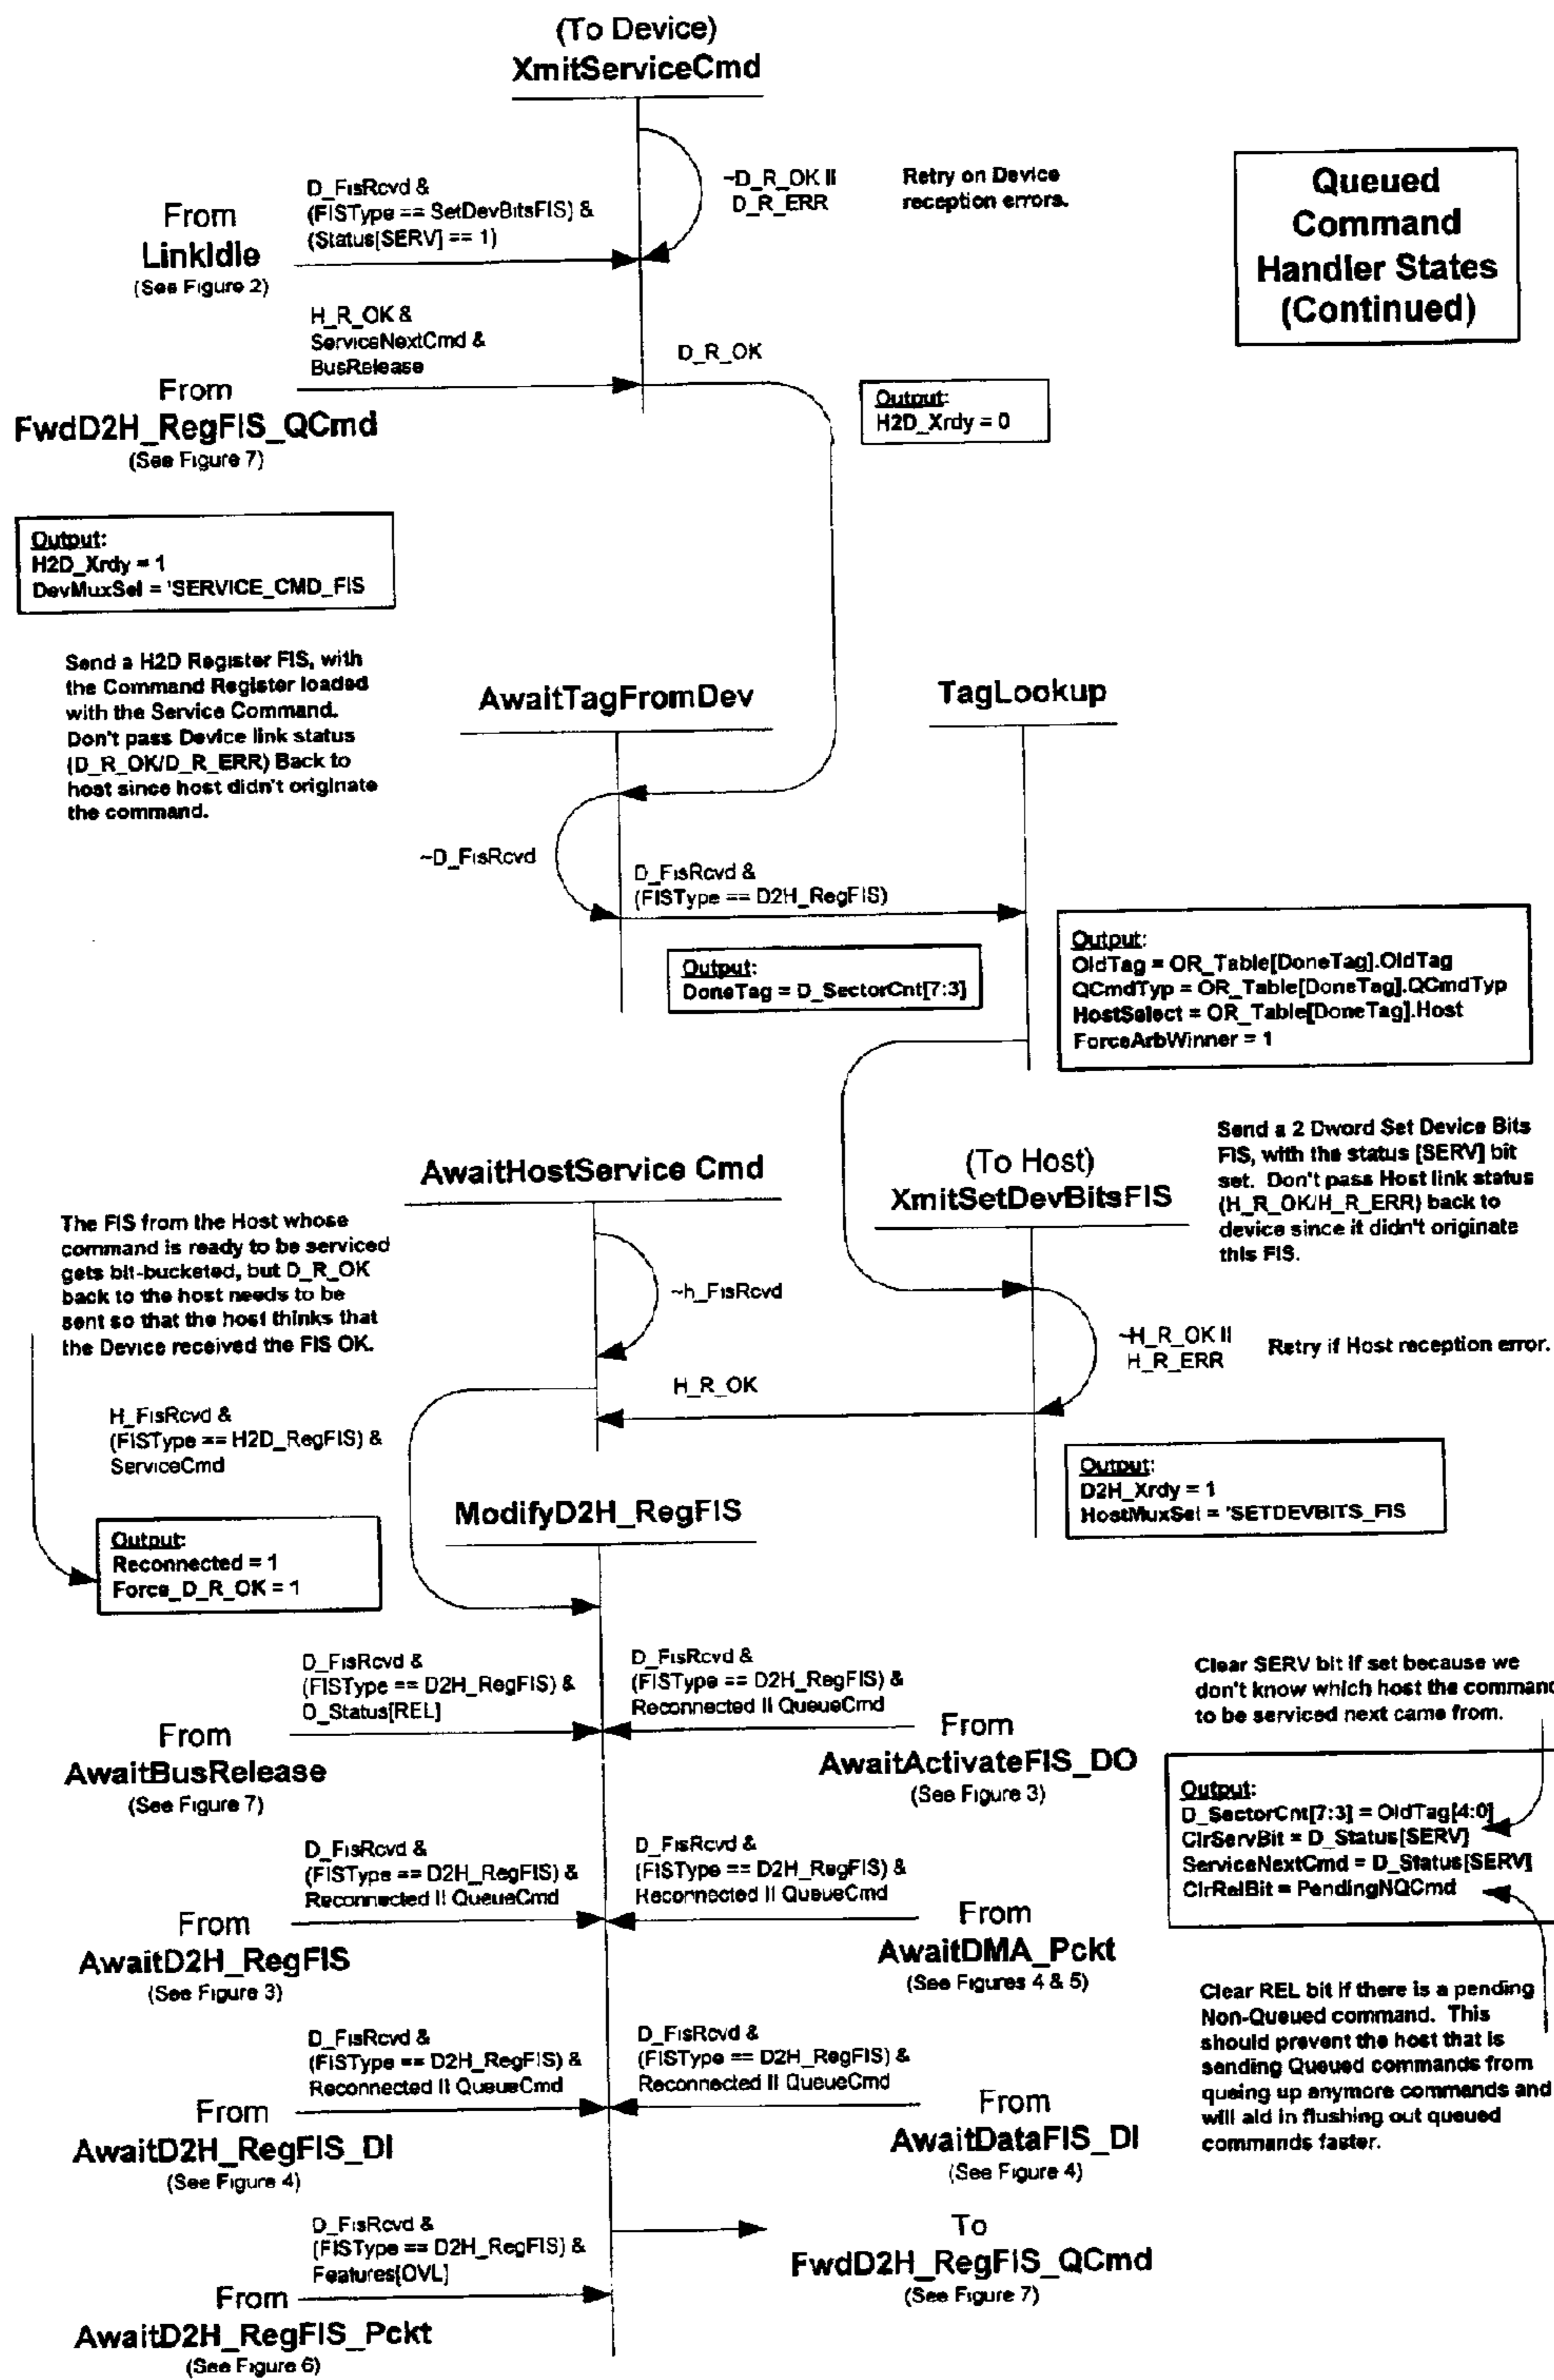 (To Device)
XmitServiceCmd
D_FisRcvd &
(FISType == SetDevBitsFIS) &
(Status[SERV] == 1)
From
LinkIdle
(See Figure 2)
~D_R_OK II
D_R_ERR
Retry on Device
reception errors.
Queued
Command
Handler States
(Continued)
H_R_OK &
ServiceNextCmd &
BusRelease
From
FwdD2H_RegFIS_QCmd
(See Figure 7)
D_R_OK
Output:
H2D_Xrdy = 0
Output:
H2D_Xrdy = 1
DevMuxSel = 'SERVICE_CMD_FIS
Send a H2D Register FIS, with
the Command Register loaded
with the Service Command.
Don't pass Device link status
(D_R_OK/D_R_ERR) Back to
host since host didn't originate
the command.
AwaitTagFromDev
TagLookup
~D_FisRcvd
D_FisRcvd &
(FISType == D2H_RegFIS)
Output:
DoneTag = D_SectorCnt[7:3]
Output:
OldTag = OR_Table[DoneTag].OldTag
QCmdTyp = OR_Table[DoneTag].QCmdTyp
HostSelect = OR_Table[DoneTag].Host
ForceArbWinner = 1
Send a 2 Dword Set Device Bits
FIS, with the status [SERV] bit
set. Don't pass Host link status
(H_R_OK/H_R_ERR) back to
device since it didn't originate
this FIS.
AwaitHostService Cmd
(To Host)
XmitSetDevBitsFIS
The FIS from the Host whose
command is ready to be serviced
gets bit-bucketed, but D_R_OK
back to the host needs to be
sent so that the host thinks that
the Device received the FIS OK.
~h_FisRcvd
~H_R_OK II
H_R_ERR
Retry if Host reception error.
H_R_OK
H_FisRcvd &
(FISType == H2D_RegFIS) &
ServiceCmd
Output:
D2H_Xrdy = 1
HostMuxSel = 'SETDEVBITS_FIS
ModifyD2H_RegFIS
Output:
Reconnected = 1
Force_D_R_OK = 1
D_FisRcvd &
(FISType == D2H_RegFIS) &
D_Status[REL]
From
AwaitBusRelease
(See Figure 7)
D_FisRcvd &
(FISType == D2H_RegFIS) &
Reconnected II QueueCmd
From
AwaitActivateFIS_DO
(See Figure 3)
Clear SERV bit if set because we
don't know which host the command
to be serviced next came from.
Output:
D_SectorCnt[7:3] = OldTag[4:0]
ClrServBit = D_Status[SERV]
ServiceNextCmd = D_Status[SERV]
ClrRelBit = PendingNQCmd
D_FisRcvd &
(FISType == D2H_RegFIS) &
Reconnected II QueueCmd
From
AwaitD2H_RegFIS
(See Figure 3)
D_FisRcvd &
(FISType == D2H_RegFIS) &
Reconnected II QueueCmd
From
AwaitDMA_Pckt
(See Figures 4 & 5)
Clear REL bit if there is a pending
Non-Queued command. This
should prevent the host that is
sending Queued commands from
queing up anymore commands and
will aid in flushing out queued
commands faster.
D_FisRcvd &
(FISType == D2H_RegFIS) &
Reconnected II QueueCmd
From
AwaitD2H_RegFIS_DI
(See Figure 4)
D_FisRcvd &
(FISType == D2H_RegFIS) &
Reconnected II QueueCmd
From
AwaitDataFIS_DI
(See Figure 4)
D_FisRcvd &
(FISType == D2H_RegFIS) &
Features[OVL]
From
AwaitD2H_RegFIS_Pckt
(See Figure 6)
To
FwdD2H_RegFIS_QCmd
(See Figure 7)